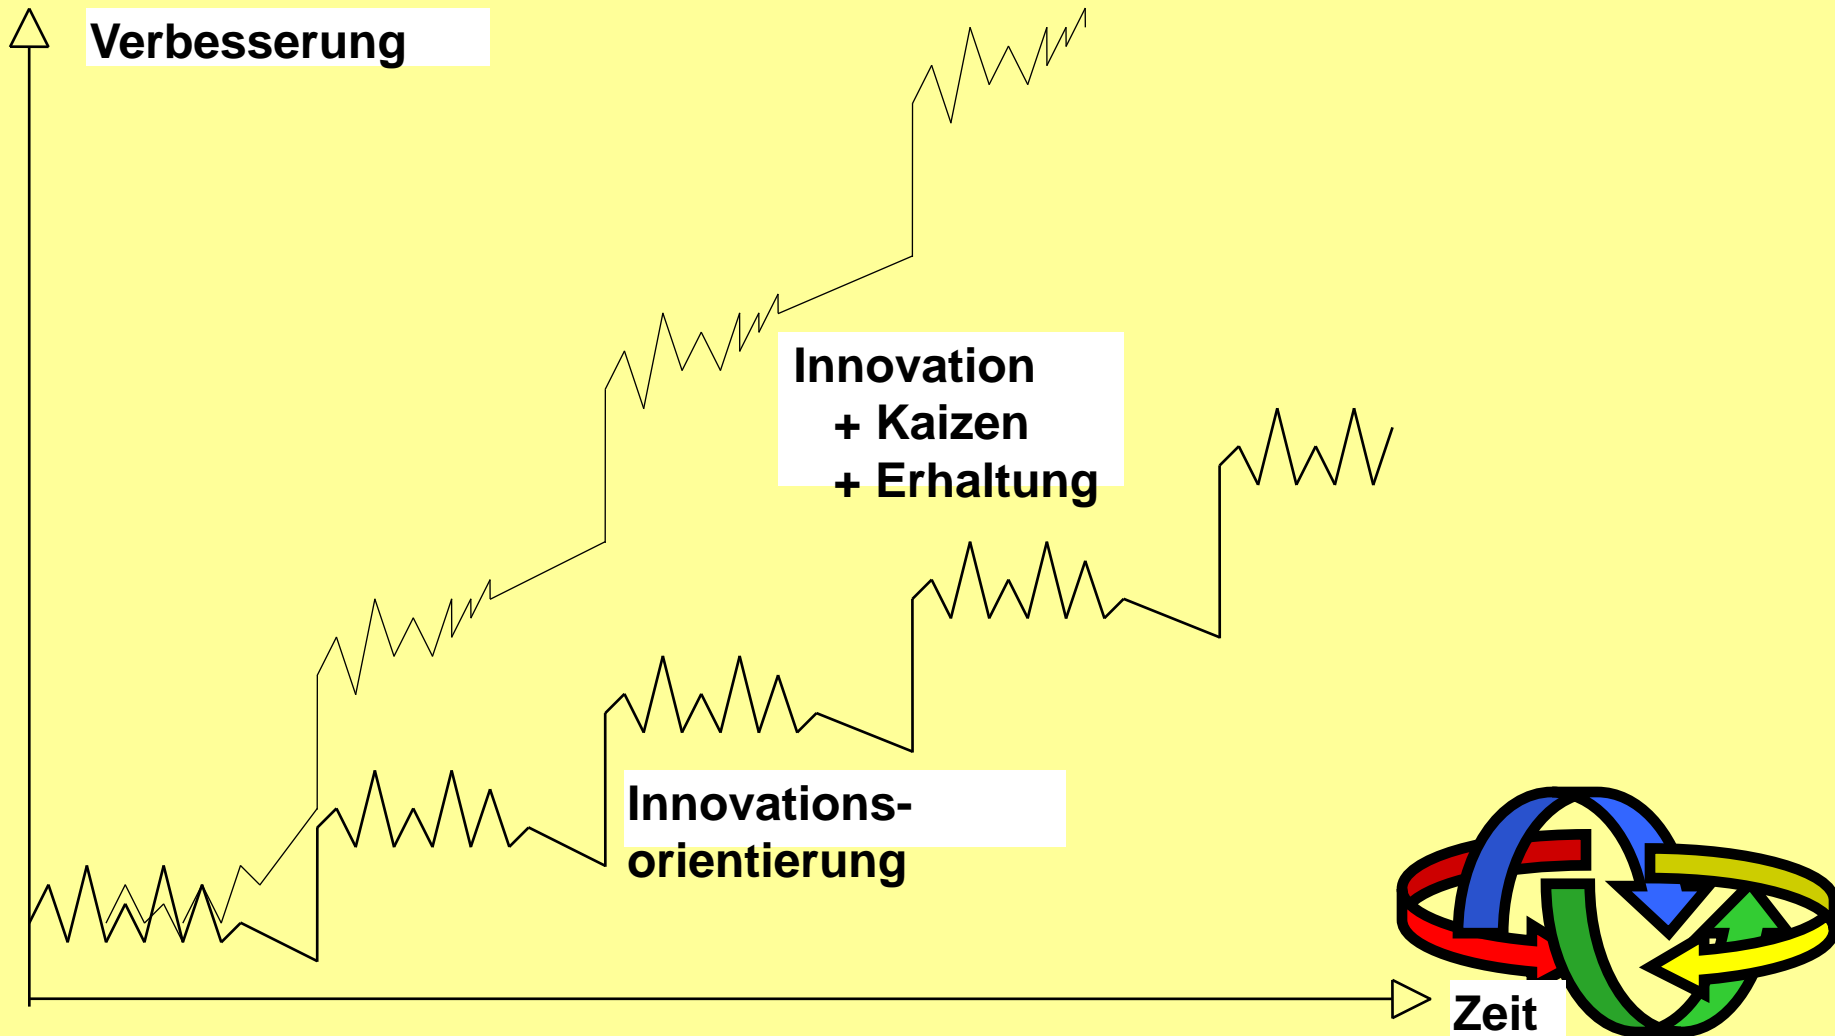 Verbesserung
Innovation
+ Kaizen
+ Erhaltung
Innovations-
orientierung
Zeit